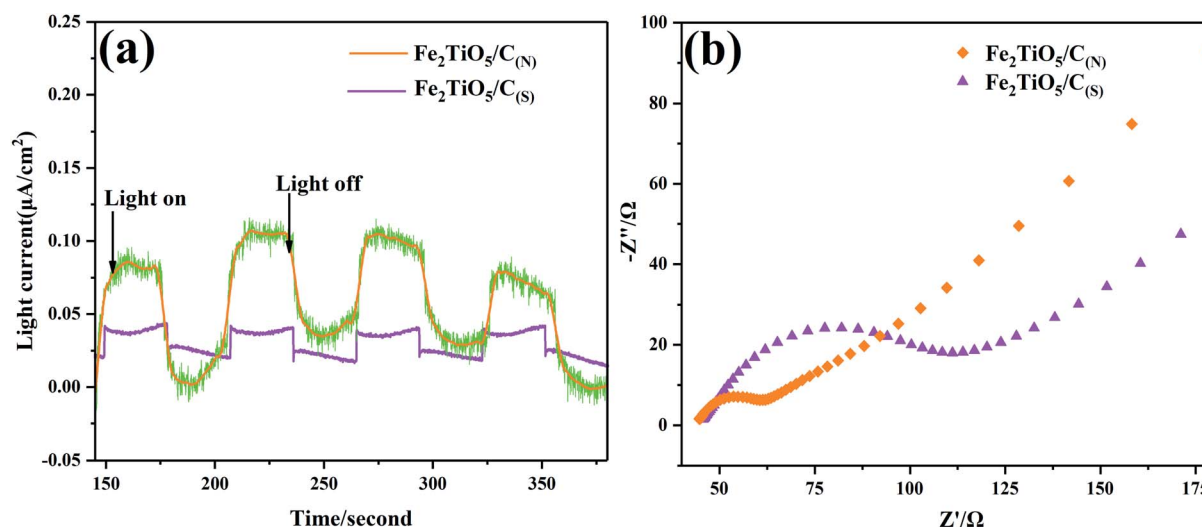 (a)
Fe₂TiO₅/C(N)
Fe₂TiO₅/C(S)
Light on
Light off
0.25
0.20
0.15
0.10
0.05
0.00
-0.05
Light current(μA/cm²)
150
200
250
300
350
Time/second
(b)
Fe₂TiO₅/C(N)
Fe₂TiO₅/C(S)
100
80
60
40
20
0
-Z''/Ω
50
75
100
125
150
175
Z'/Ω